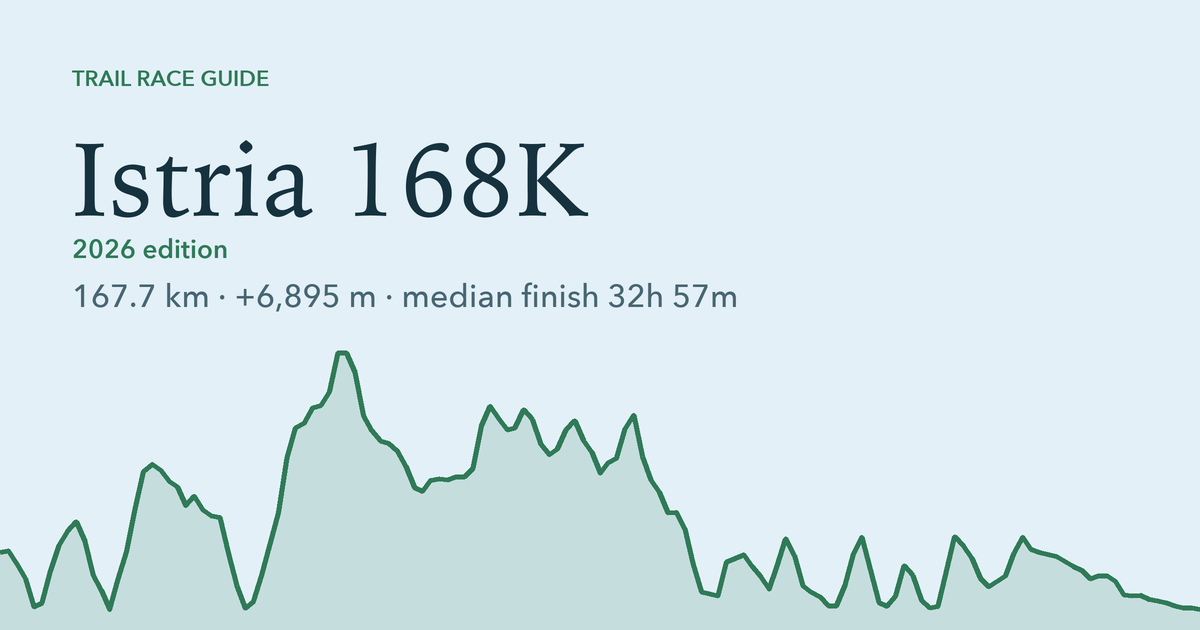 TRAIL RACE GUIDE
Istria 168K
2026 edition
167.7 km · +6,895 m · median finish 32h 57m